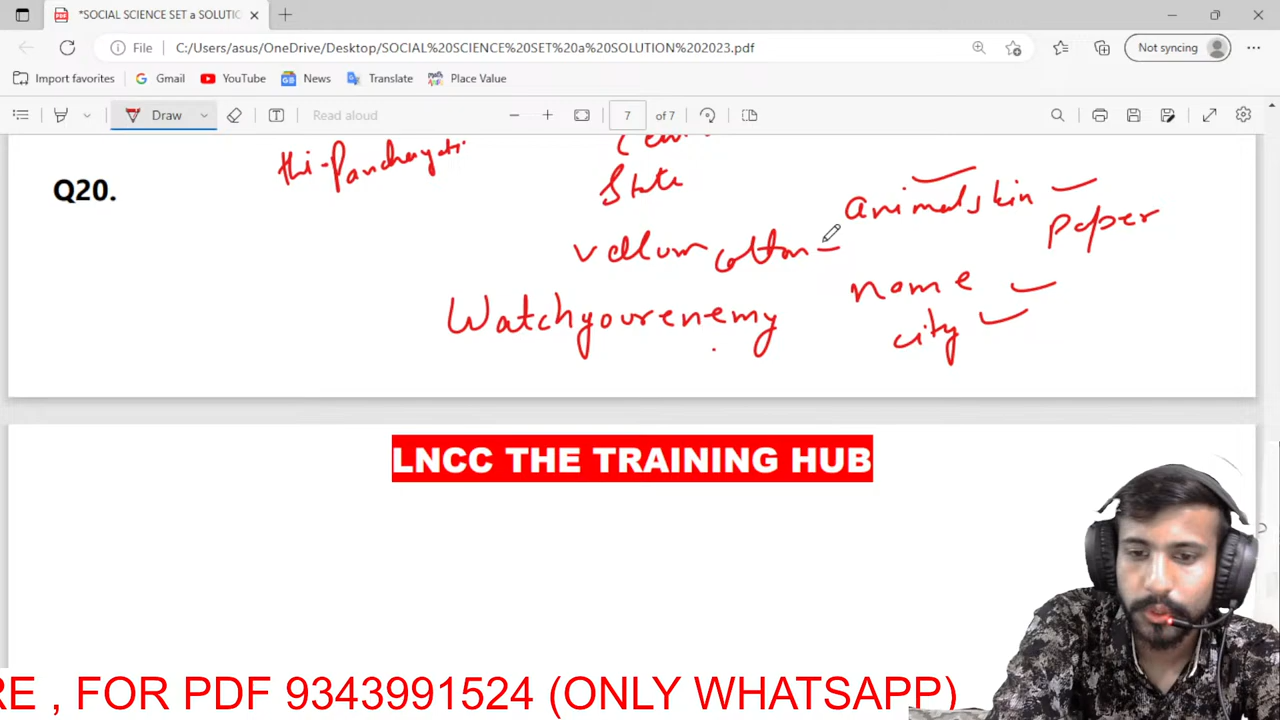 *SOCIAL SCIENCE SET a SOLUTIC
File C:/Users/asus/OneDrive/Desktop/SOCIAL%20SCIENCE%20SET%20a%20SOLUTION%202023.pdf
Not syncing
Import favorites Gmail YouTube News Translate Place Value
Draw Read aloud 7 of 7
thi-Panchayati
Q20.
State
animalskin
paper
vellum cotton -
name
Watchyourenemy
city
LNCC THE TRAINING HUB
RE , FOR PDF 9343991524 (ONLY WHATSAPP)